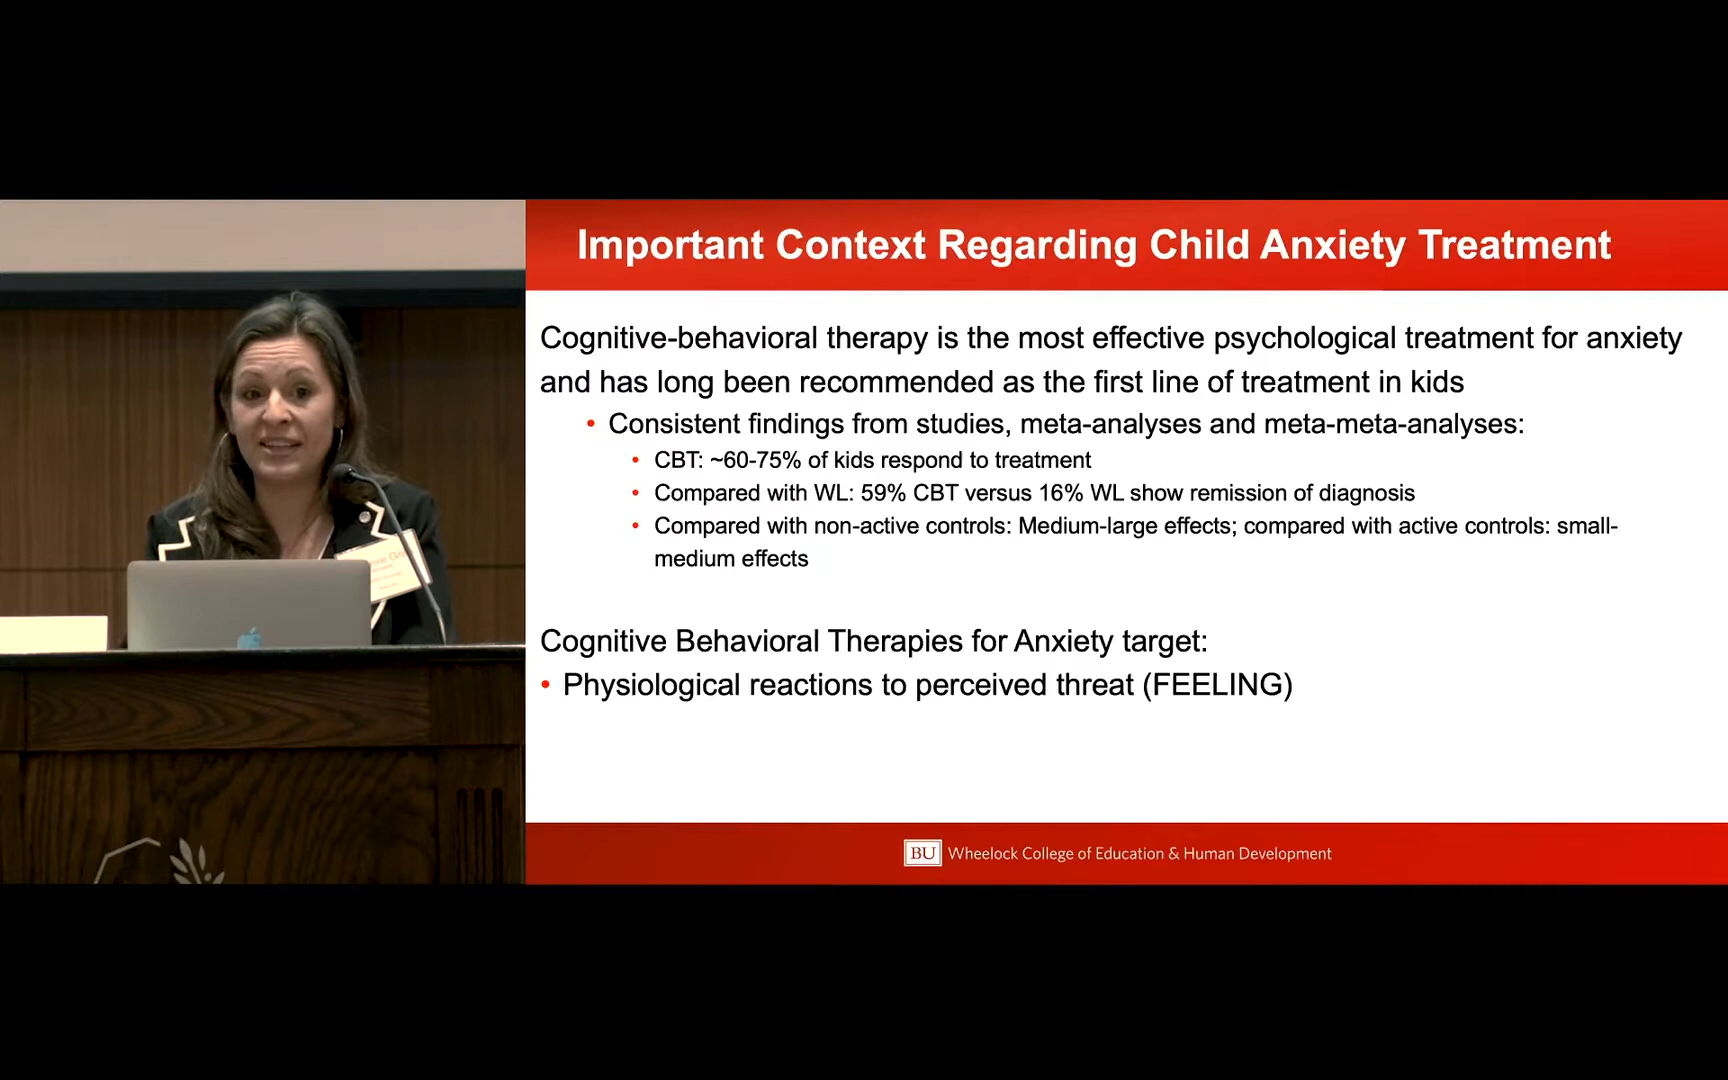 Important Context Regarding Child Anxiety Treatment
Cognitive-behavioral therapy is the most effective psychological treatment for anxiety
and has long been recommended as the first line of treatment in kids
• Consistent findings from studies, meta-analyses and meta-meta-analyses:
• CBT: ~60-75% of kids respond to treatment
• Compared with WL: 59% CBT versus 16% WL show remission of diagnosis
• Compared with non-active controls: Medium-large effects; compared with active controls: small-
medium effects
Cognitive Behavioral Therapies for Anxiety target:
• Physiological reactions to perceived threat (FEELING)
BU Wheelock College of Education & Human Development